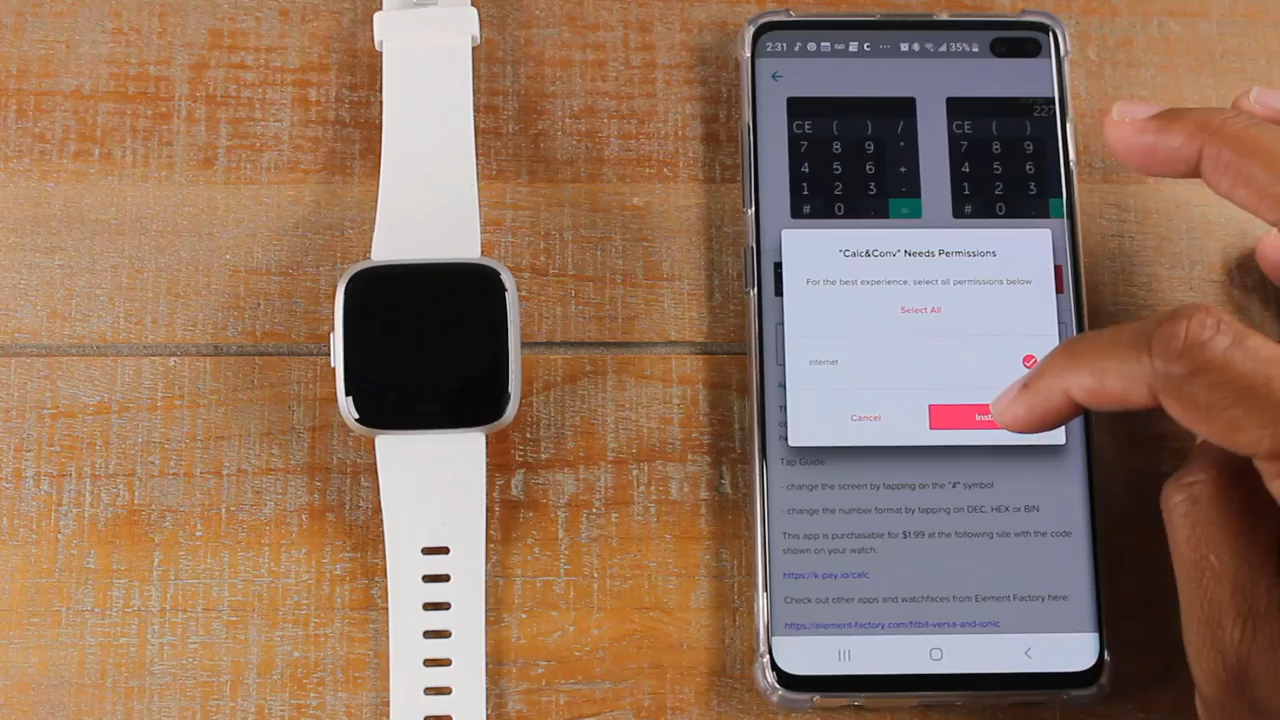 2:31 C ... 35%
227
CE ( ) / CE ( )
7 8 9 * 7 8 9
4 5 6 + 4 5 6
1 2 3 - 1 2 3
# 0 . = # 0 .
"Calc&Conv" Needs Permissions
For the best experience, select all permissions below
Select All
Internet
Cancel Inst
Tap Guide:
- change the screen by tapping on the "#" symbol
- change the number format by tapping on DEC, HEX or BIN
This app is purchasable for $1.99 at the following site with the code
shown on your watch:
https://k-pay.io/calc
Check out other apps and watchfaces from Element Factory here:
https://element-factory.com/fitbit-versa-and-ionic